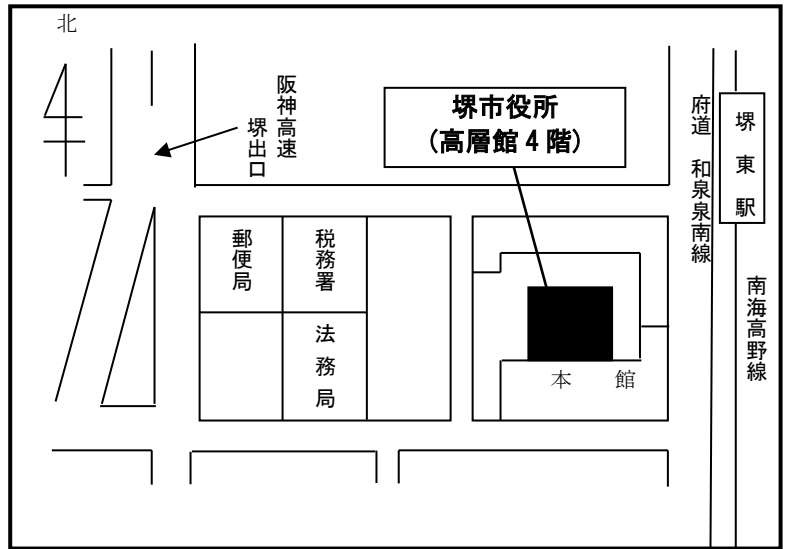 北
阪神高速
堺出口
堺市役所
(高層館4階)
府道 和泉泉南線
堺東駅
南海高野線
郵便局
税務署
法務局
本館